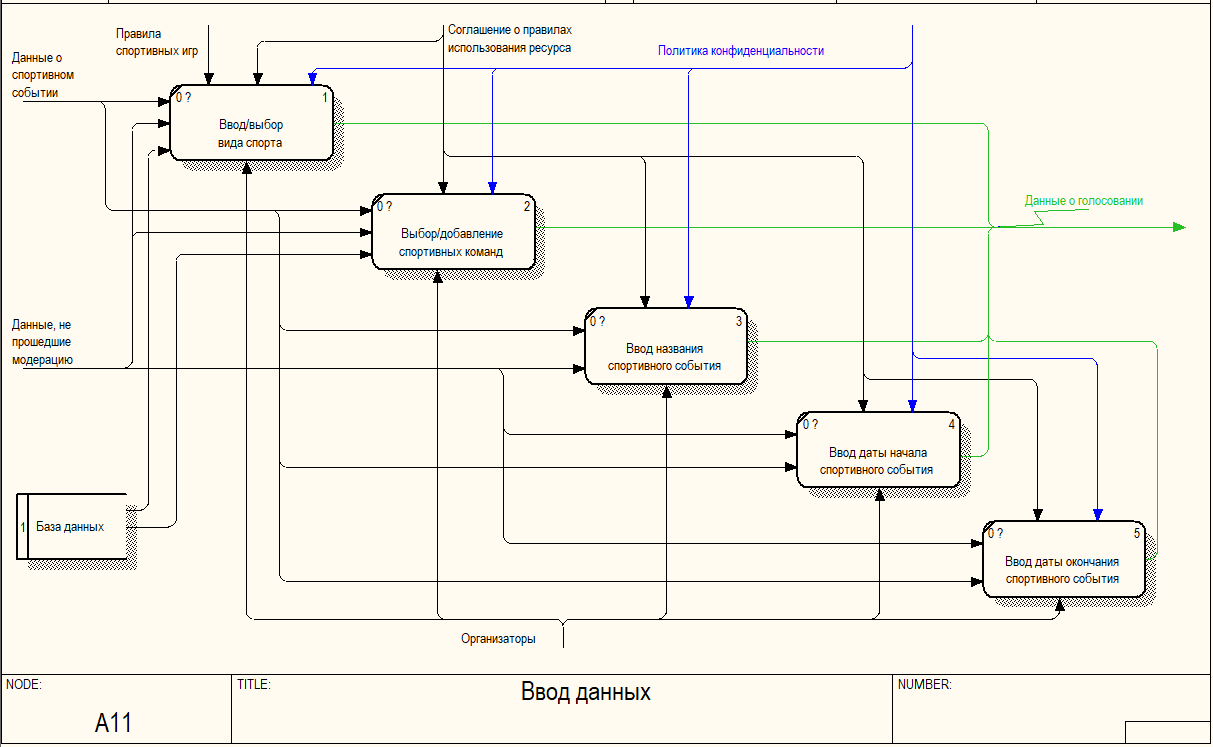 Правила
спортивных игр
Соглашение о правилах
использования ресурса
Политика конфиденциальности
Данные о
спортивном
событии
0 ?
1
Ввод/выбор
вида спорта
0 ?
2
Выбор/добавление
спортивных команд
Данные о голосовании
Данные, не
прошедшие
модерацию
0 ?
3
Ввод названия
спортивного события
0 ?
4
Ввод даты начала
спортивного события
1
База данных
0 ?
5
Ввод даты окончания
спортивного события
Организаторы
NODE:
A11
TITLE:
Ввод данных
NUMBER: